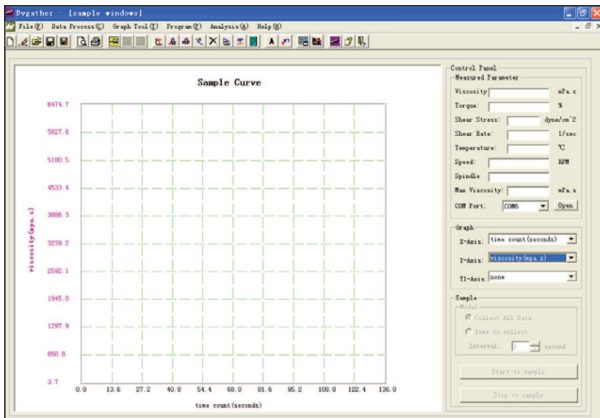 Dvgather - [sample windows]
File(F) Data Process(C) Graph Tool(T) Program(P) Analysis(A) Help(H)
Sample Curve
6474.7
5827.6
5180.5
4533.4
3886.3
3239.2
2592.1
1945.0
1297.9
650.8
3.7
viscosity(mpa.s)
0.0 13.6 27.2 40.8 54.4 68.0 81.6 95.2 108.8 122.4 136.0
time count(seconds)
Control Panel
Measured Parameter
Viscosity mPa.s
Torque: %
Shear Stress: dyne/cm^2
Shear Rate: 1/sec
Temperature: ℃
Speed: RPM
Spindle
Max Viscosity: mPa.s
COM Port: COM6 Open
Graph
X-Axis: time count(seconds)
Y-Axis: viscosity(mpa.s)
Y1-Axis: none
Sample
Model
Collect All Data
Time to collect
Interval: 1 second
Start to sample
Stop to sample